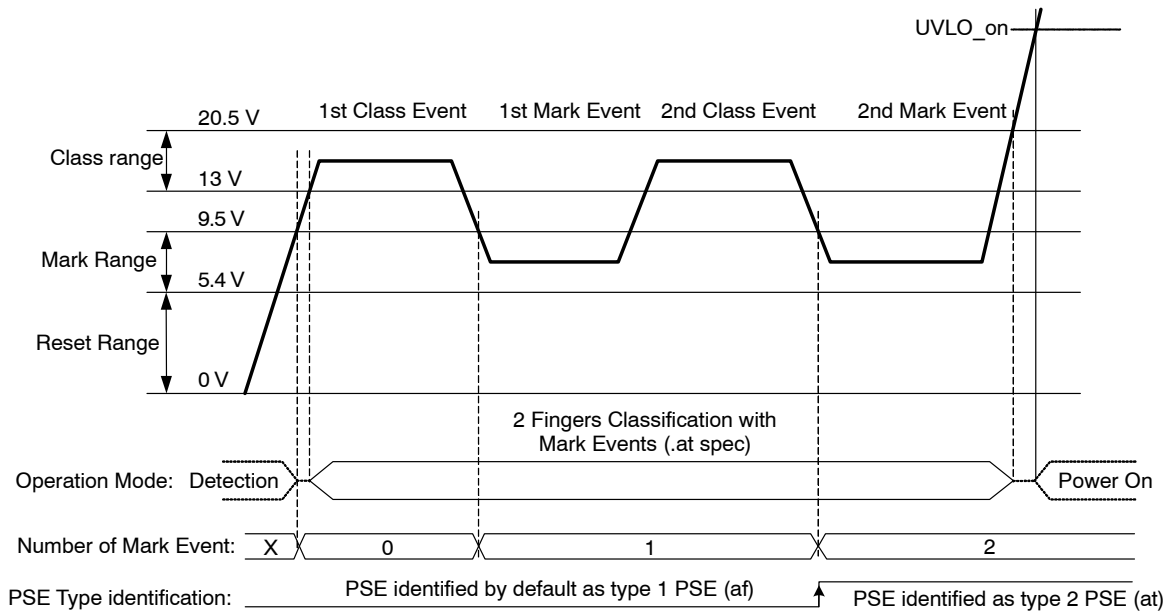 UVLO_on
1st Class Event 1st Mark Event 2nd Class Event 2nd Mark Event
20.5 V
Class range
13 V
9.5 V
Mark Range
5.4 V
Reset Range
0 V
2 Fingers Classification with
Mark Events (.at spec)
Operation Mode: Detection Power On
Number of Mark Event: X 0 1 2
PSE Type identification: PSE identified by default as type 1 PSE (af) PSE identified as type 2 PSE (at)